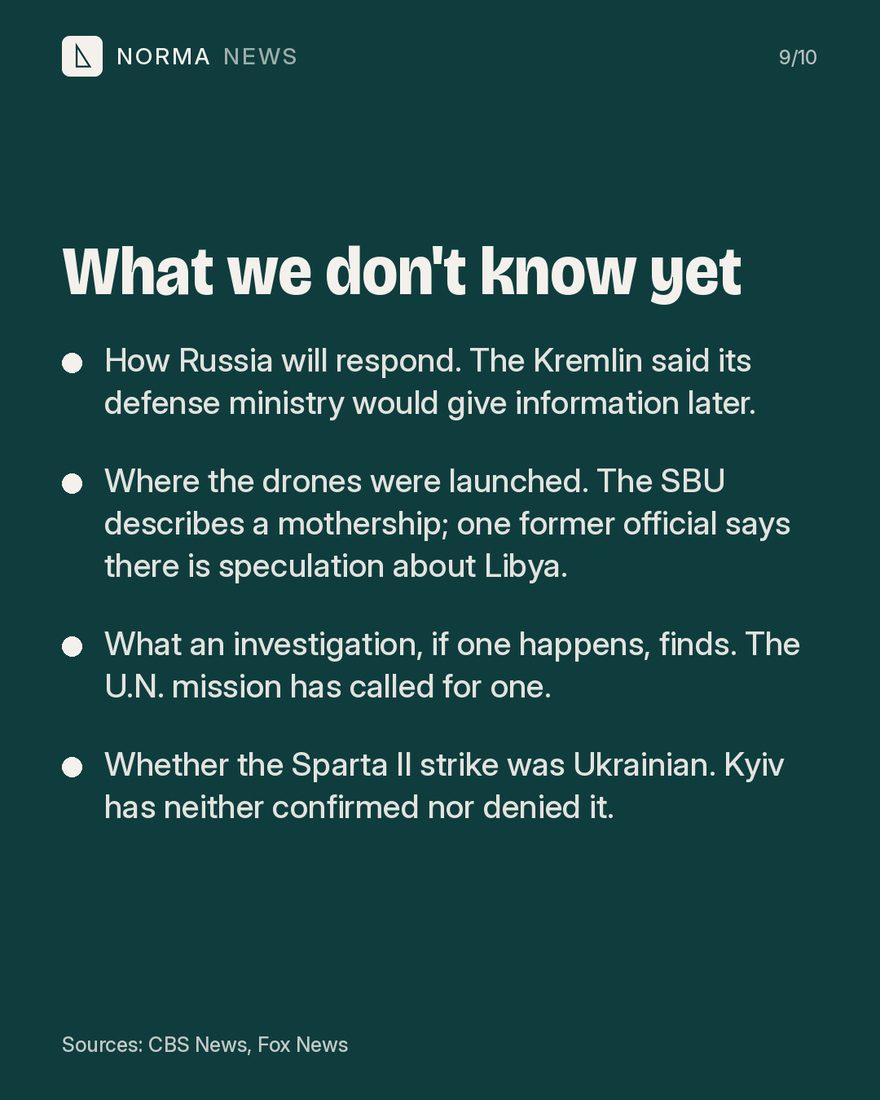 NORMA NEWS
9/10
What we don't know yet
How Russia will respond. The Kremlin said its
defense ministry would give information later.
Where the drones were launched. The SBU
describes a mothership; one former official says
there is speculation about Libya.
What an investigation, if one happens, finds. The
U.N. mission has called for one.
Whether the Sparta II strike was Ukrainian. Kyiv
has neither confirmed nor denied it.
Sources: CBS News, Fox News